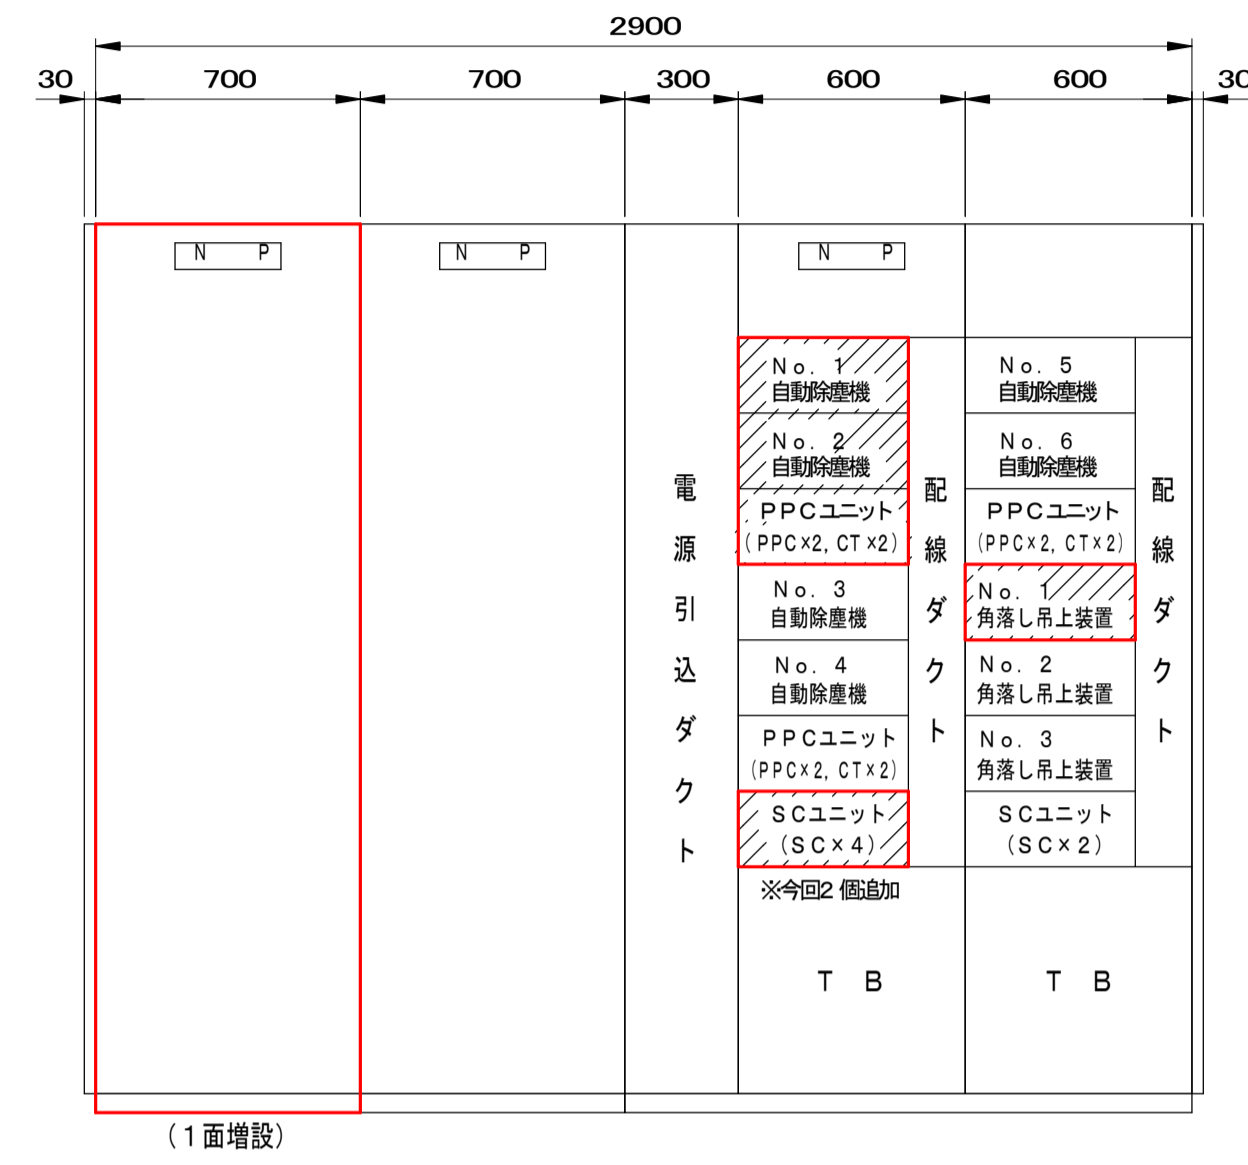 2900
30 700 700 300 600 600 30
N P
N P
N P
電源引込ダクト
No. 1
自動除塵機
No. 2
自動除塵機
PPCユニット
(PPC×2, CT×2)
No. 3
自動除塵機
No. 4
自動除塵機
PPCユニット
(PPC×2, CT×2)
SCユニット
(SC×4)
※今回2個追加
T B
配線ダクト
No. 5
自動除塵機
No. 6
自動除塵機
PPCユニット
(PPC×2, CT×2)
No. 1
角落し吊上装置
No. 2
角落し吊上装置
No. 3
角落し吊上装置
SCユニット
(SC×2)
T B
配線ダクト
(1面増設)